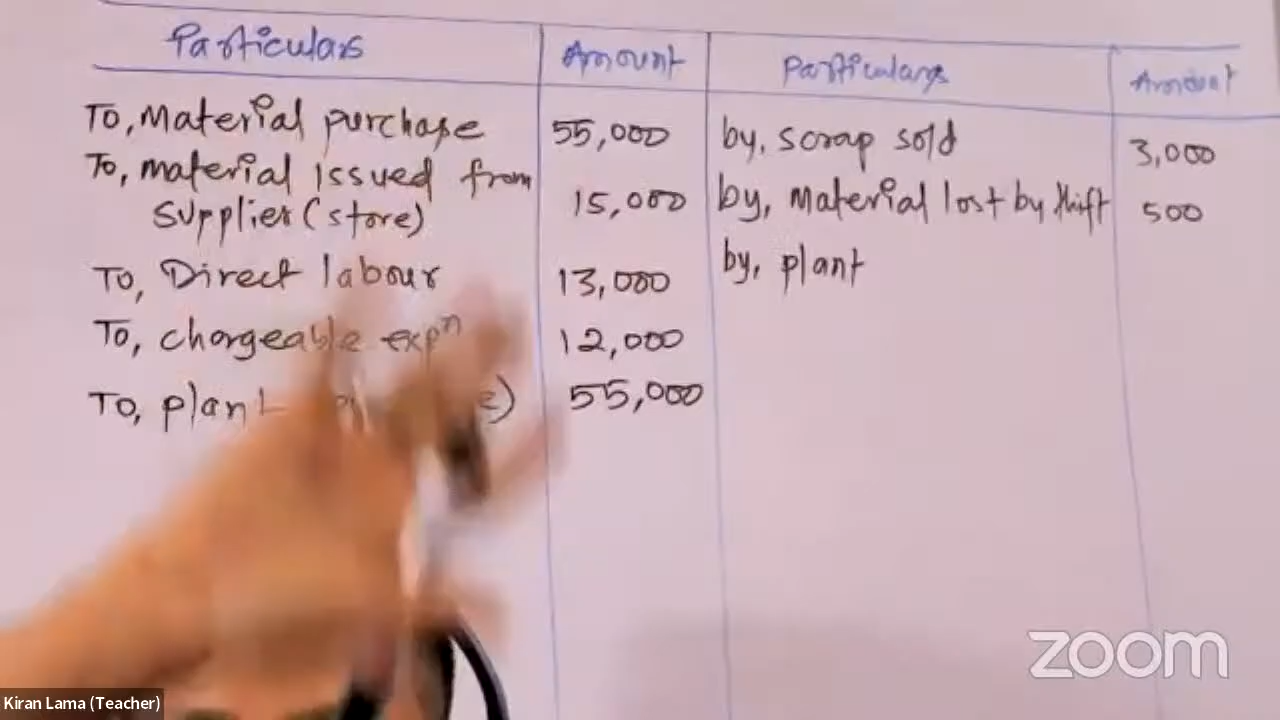 Particulars Amount Particulars Amount
To, Material purchase 55,000 by, scrap sold 3,000
To, material issued from
supplier (store) 15,000 by, Material lost by thift 500
To, Direct labour 13,000 by, plant
To, chargeable expⁿ 12,000
To, plant 55,000
zoom
Kiran Lama (Teacher)